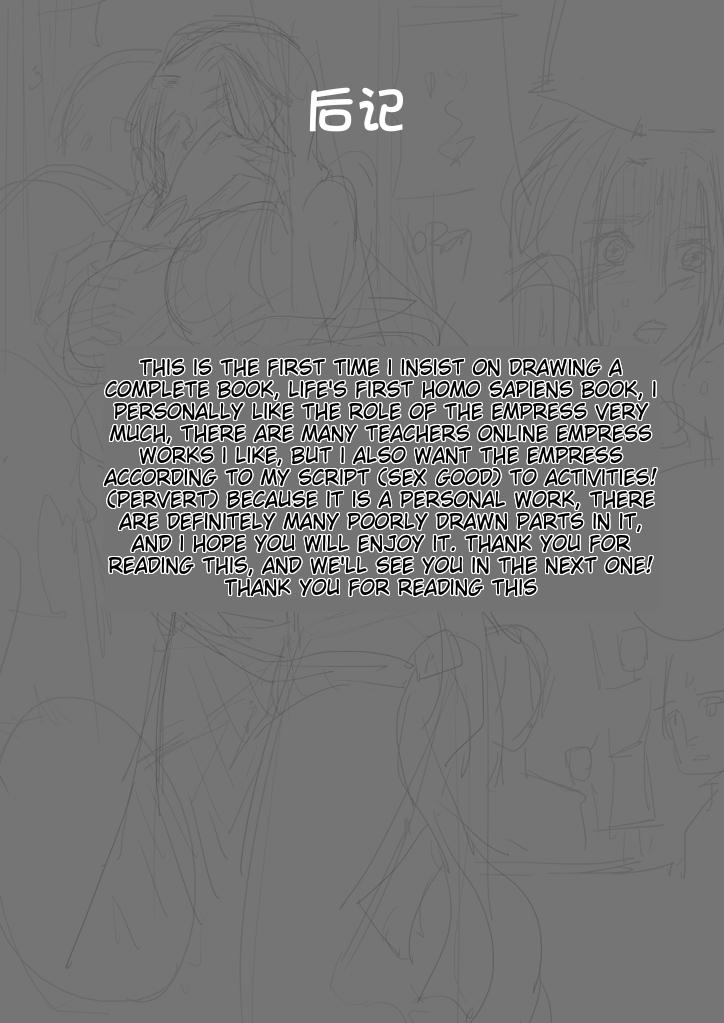 后记
THIS IS THE FIRST TIME I INSIST ON DRAWING A
COMPLETE BOOK, LIFE'S FIRST HOMO SAPIENS BOOK, I
PERSONALLY LIKE THE ROLE OF THE EMPRESS VERY
MUCH, THERE ARE MANY TEACHERS ONLINE EMPRESS
WORKS I LIKE, BUT I ALSO WANT THE EMPRESS
ACCORDING TO MY SCRIPT (SEX GOOD) TO ACTIVITIES!
(PERVERT) BECAUSE IT IS A PERSONAL WORK, THERE
ARE DEFINITELY MANY POORLY DRAWN PARTS IN IT,
AND I HOPE YOU WILL ENJOY IT. THANK YOU FOR
READING THIS, AND WE'LL SEE YOU IN THE NEXT ONE!
THANK YOU FOR READING THIS